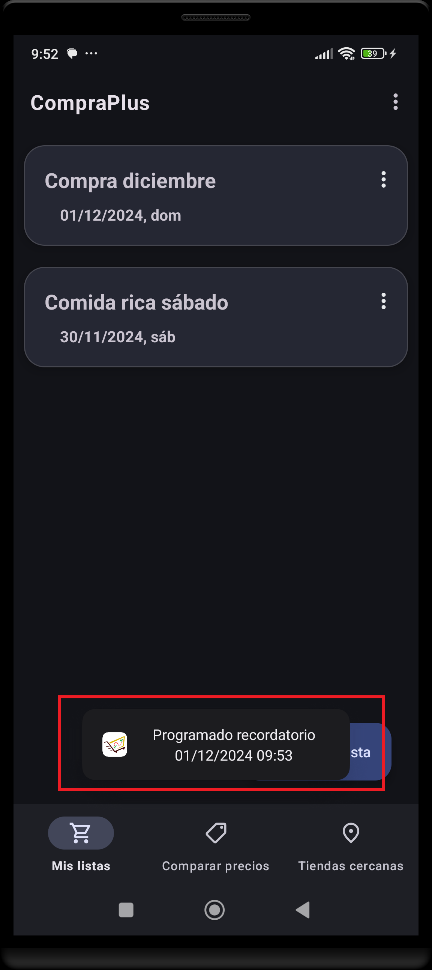 9:52
39
CompraPlus
Compra diciembre
01/12/2024, dom
Comida rica sábado
30/11/2024, sáb
Programado recordatorio
01/12/2024 09:53
sta
Mis listas
Comparar precios
Tiendas cercanas